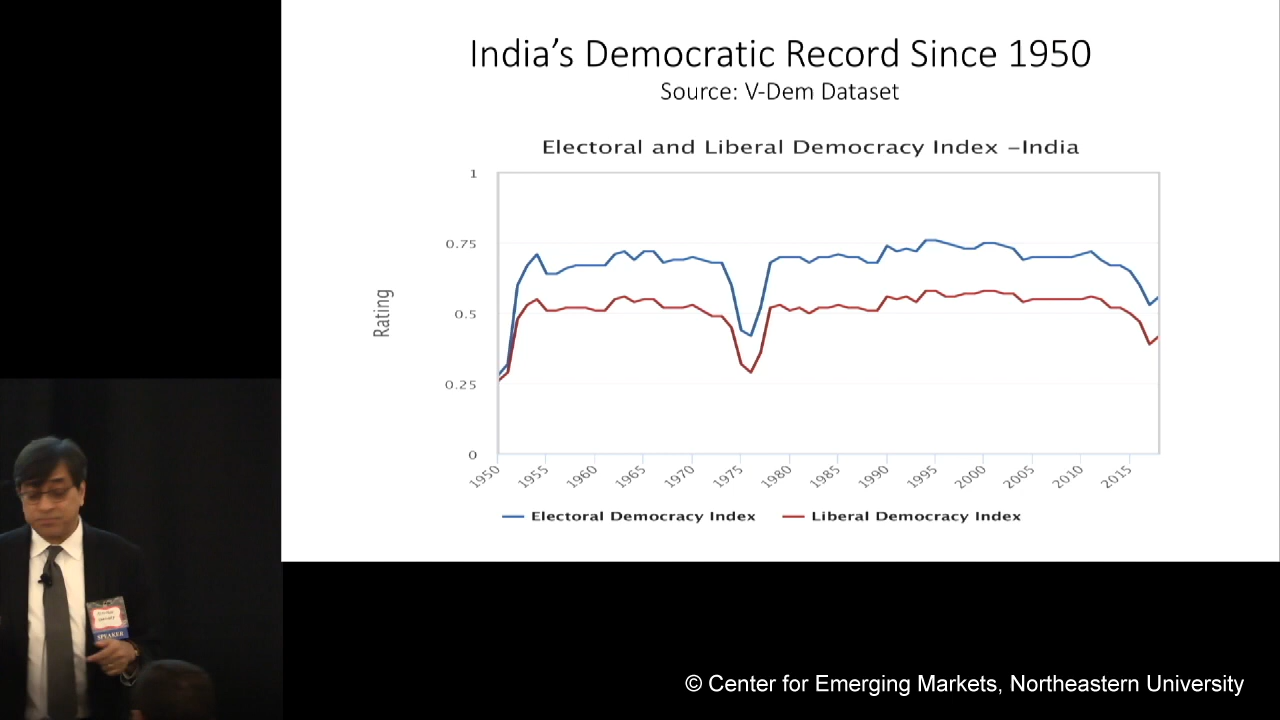 India's Democratic Record Since 1950
Source: V-Dem Dataset
Electoral and Liberal Democracy Index –India
1
0.75
0.5
0.25
0
Rating
1950 1955 1960 1965 1970 1975 1980 1985 1990 1995 2000 2005 2010 2015
Electoral Democracy Index Liberal Democracy Index
SPEAKER
© Center for Emerging Markets, Northeastern University